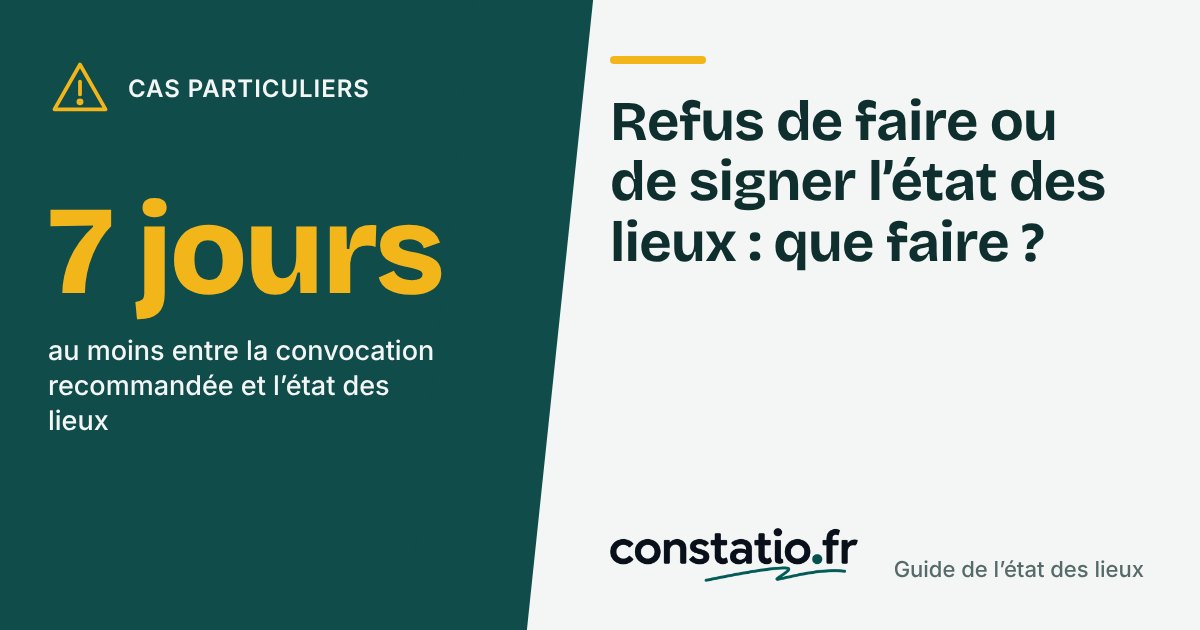 CAS PARTICULIERS
7 jours
au moins entre la convocation
recommandée et l’état des
lieux
Refus de faire ou
de signer l’état des
lieux : que faire ?
constatio.fr
Guide de l’état des lieux